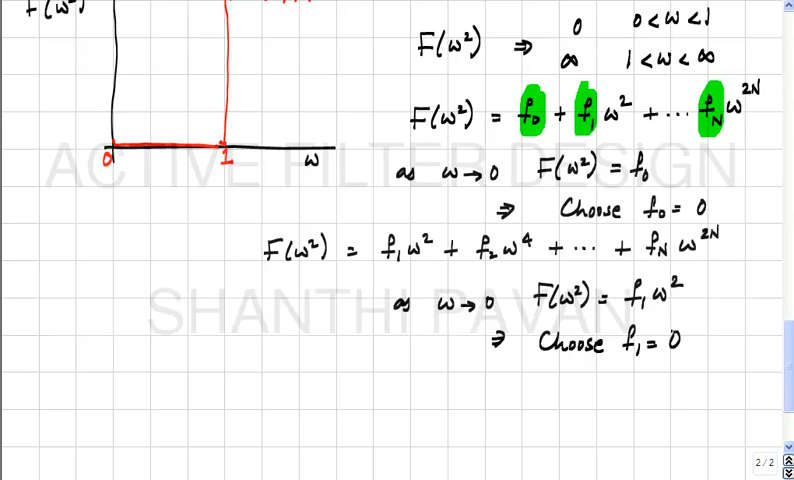 F(ω²)
F(ω²) ⇒ 0 0 < ω < 1
∞ 1 < ω < ∞
F(ω²) = f₀ + f₁ ω² + ... f_N ω^2N
0 1 ω
as ω → 0 F(ω²) = f₀
ACTIVE FILTER DESIGN
⇒ Choose f₀ = 0
F(ω²) = f₁ω² + f₂ω⁴ + ... + f_N ω^2N
as ω → 0 F(ω²) = f₁ω²
SHANTHI PAVAN
⇒ Choose f₁ = 0
2 / 2